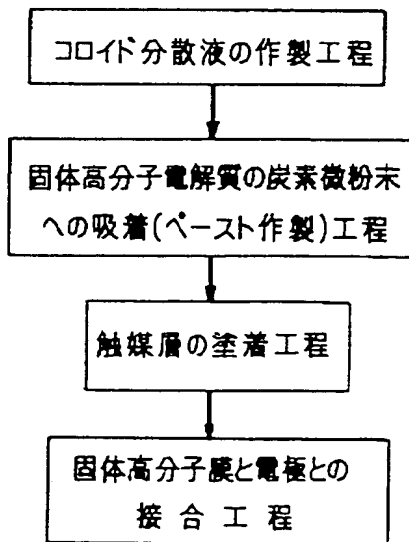 コロイド分散液の作製工程
固体高分子電解質の炭素微粉末
への吸着(ペースト作製)工程
触媒層の塗着工程
固体高分子膜と電極との
接合工程